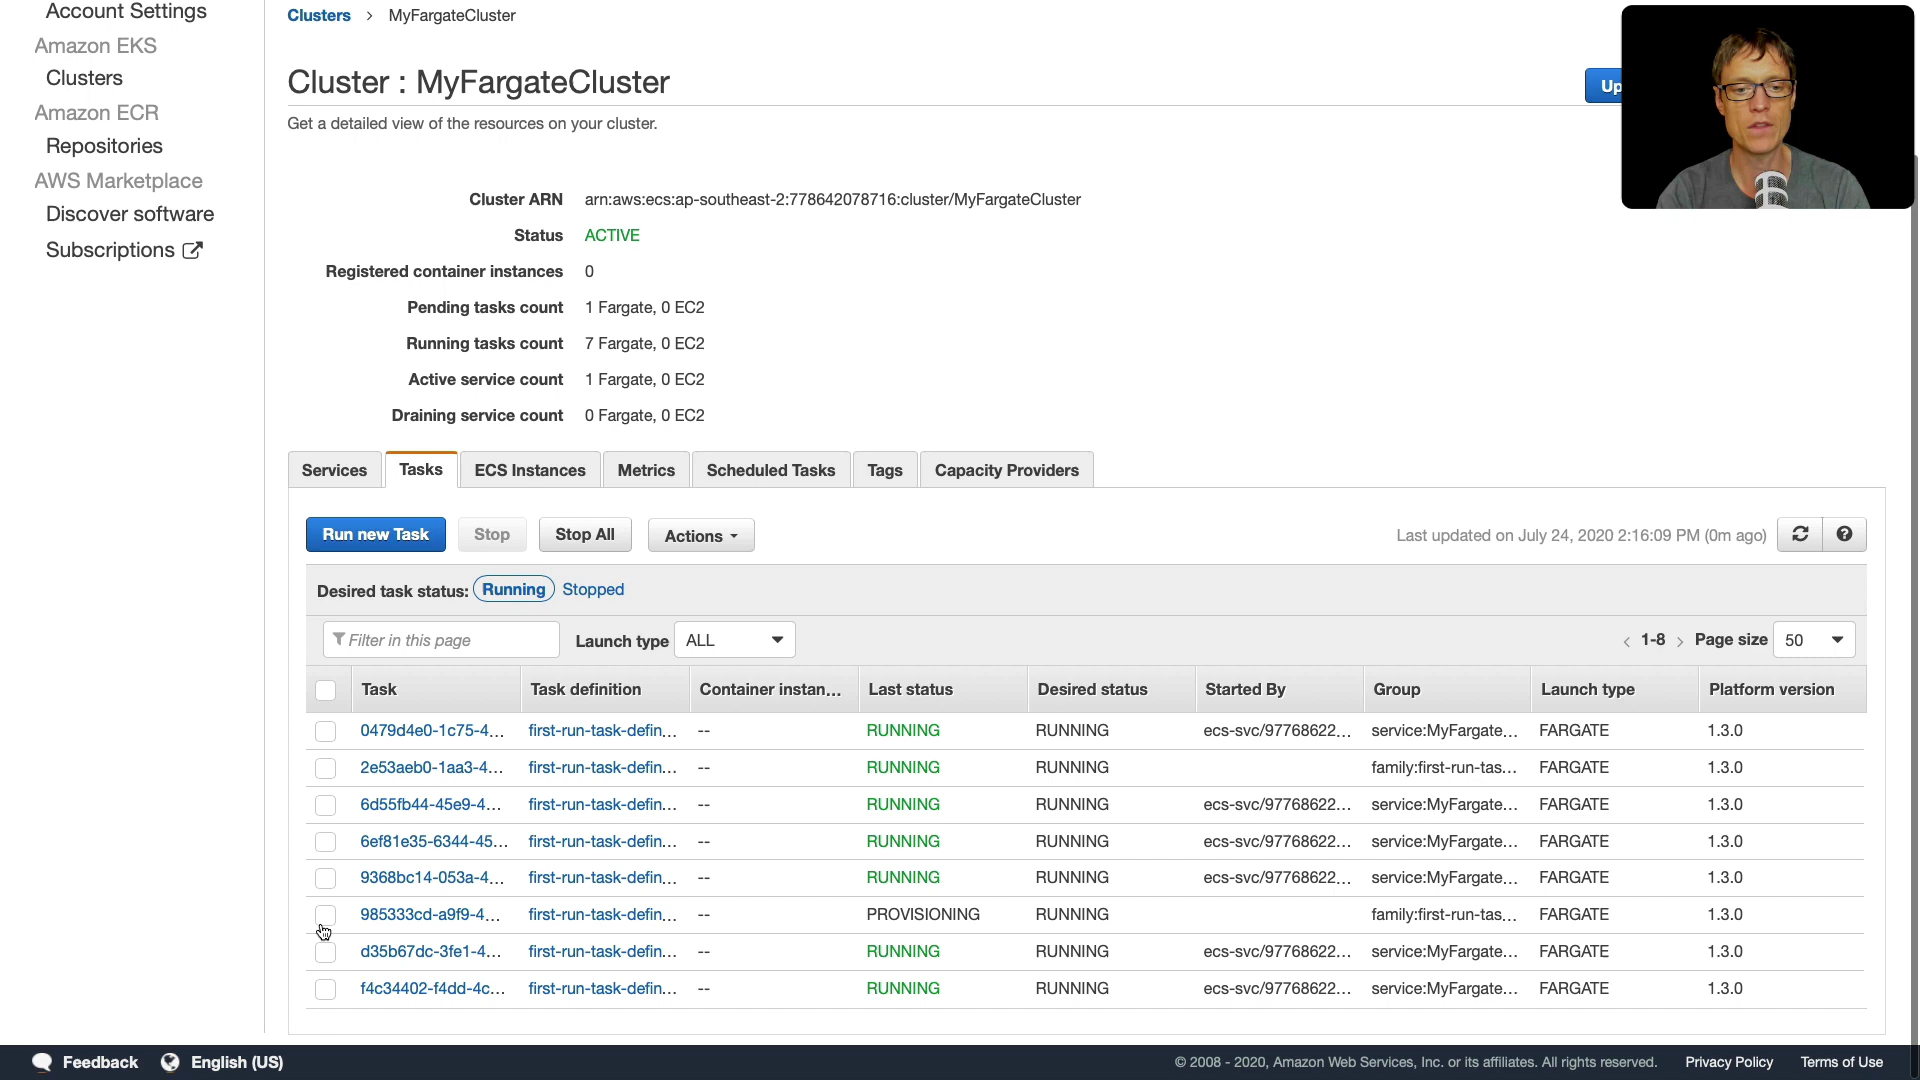 Account Settings
Amazon EKS
Clusters
Amazon ECR
Repositories
AWS Marketplace
Discover software
Subscriptions
Clusters > MyFargateCluster
Cluster : MyFargateCluster
Up
Get a detailed view of the resources on your cluster.
Cluster ARN arn:aws:ecs:ap-southeast-2:778642078716:cluster/MyFargateCluster
Status ACTIVE
Registered container instances 0
Pending tasks count 1 Fargate, 0 EC2
Running tasks count 7 Fargate, 0 EC2
Active service count 1 Fargate, 0 EC2
Draining service count 0 Fargate, 0 EC2
Services Tasks ECS Instances Metrics Scheduled Tasks Tags Capacity Providers
Run new Task Stop Stop All Actions Last updated on July 24, 2020 2:16:09 PM (0m ago)
Desired task status: Running Stopped
Filter in this page Launch type ALL < 1-8 > Page size 50
Task Task definition Container instan... Last status Desired status Started By Group Launch type Platform version
0479d4e0-1c75-4... first-run-task-defin... -- RUNNING RUNNING ecs-svc/97768622... service:MyFargate... FARGATE 1.3.0
2e53aeb0-1aa3-4... first-run-task-defin... -- RUNNING RUNNING family:first-run-tas... FARGATE 1.3.0
6d55fb44-45e9-4... first-run-task-defin... -- RUNNING RUNNING ecs-svc/97768622... service:MyFargate... FARGATE 1.3.0
6ef81e35-6344-45... first-run-task-defin... -- RUNNING RUNNING ecs-svc/97768622... service:MyFargate... FARGATE 1.3.0
9368bc14-053a-4... first-run-task-defin... -- RUNNING RUNNING ecs-svc/97768622... service:MyFargate... FARGATE 1.3.0
985333cd-a9f9-4... first-run-task-defin... -- PROVISIONING RUNNING family:first-run-tas... FARGATE 1.3.0
d35b67dc-3fe1-4... first-run-task-defin... -- RUNNING RUNNING ecs-svc/97768622... service:MyFargate... FARGATE 1.3.0
f4c34402-f4dd-4c... first-run-task-defin... -- RUNNING RUNNING ecs-svc/97768622... service:MyFargate... FARGATE 1.3.0
Feedback English (US) © 2008 - 2020, Amazon Web Services, Inc. or its affiliates. All rights reserved. Privacy Policy Terms of Use